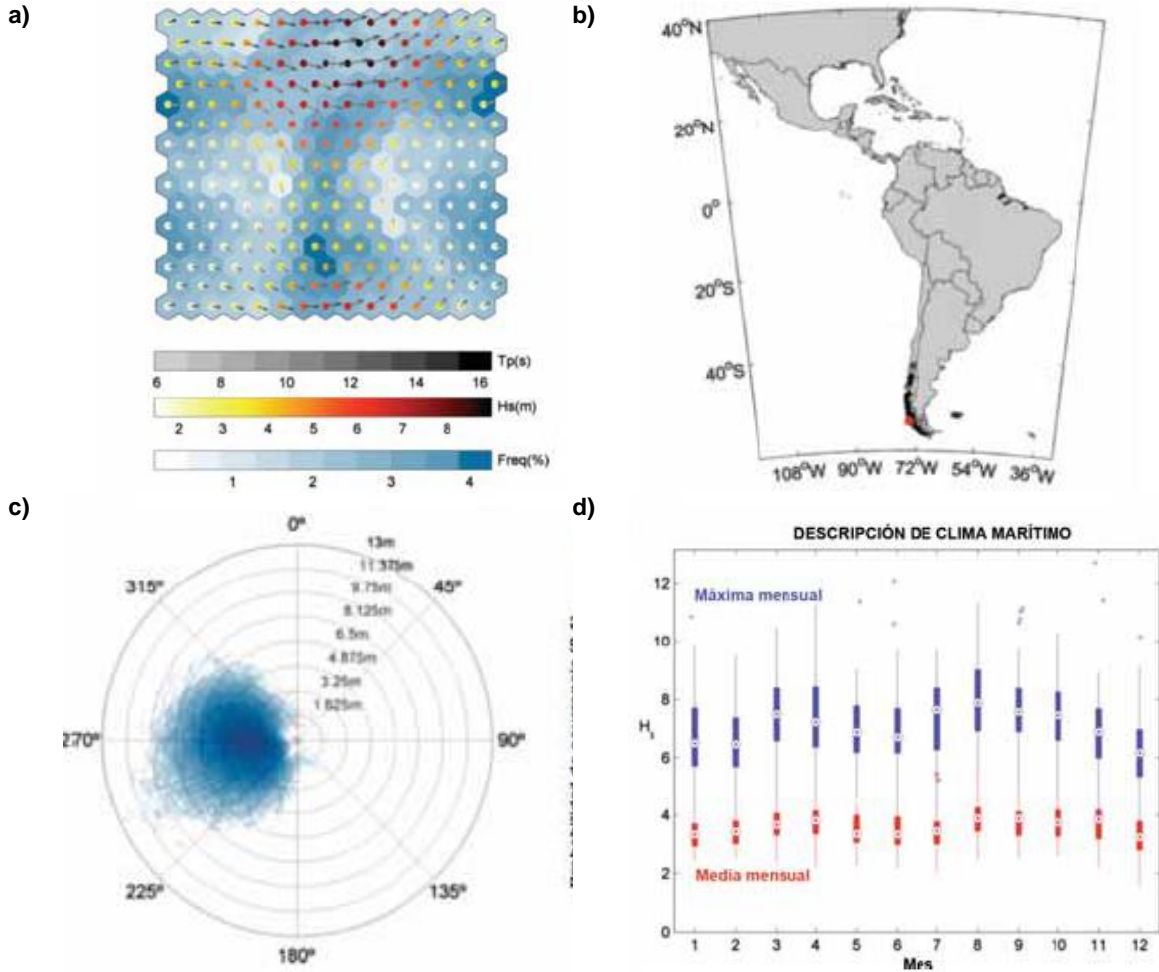 a)
Tp(s)
6 8 10 12 14 16
Hs(m)
2 3 4 5 6 7 8
Freq(%)
1 2 3 4
b)
40°N
20°N
0°
20°S
40°S
108°W 90°W 72°W 54°W 36°W
c)
0°
45°
90°
135°
180°
225°
270°
315°
13m
11.375m
9.75m
8.125m
6.5m
4.875m
3.25m
1.625m
d)
DESCRIPCIÓN DE CLIMA MARÍTIMO
Máxima mensual
Media mensual
Hs
12
10
8
6
4
2
0
1 2 3 4 5 6 7 8 9 10 11 12
Mes